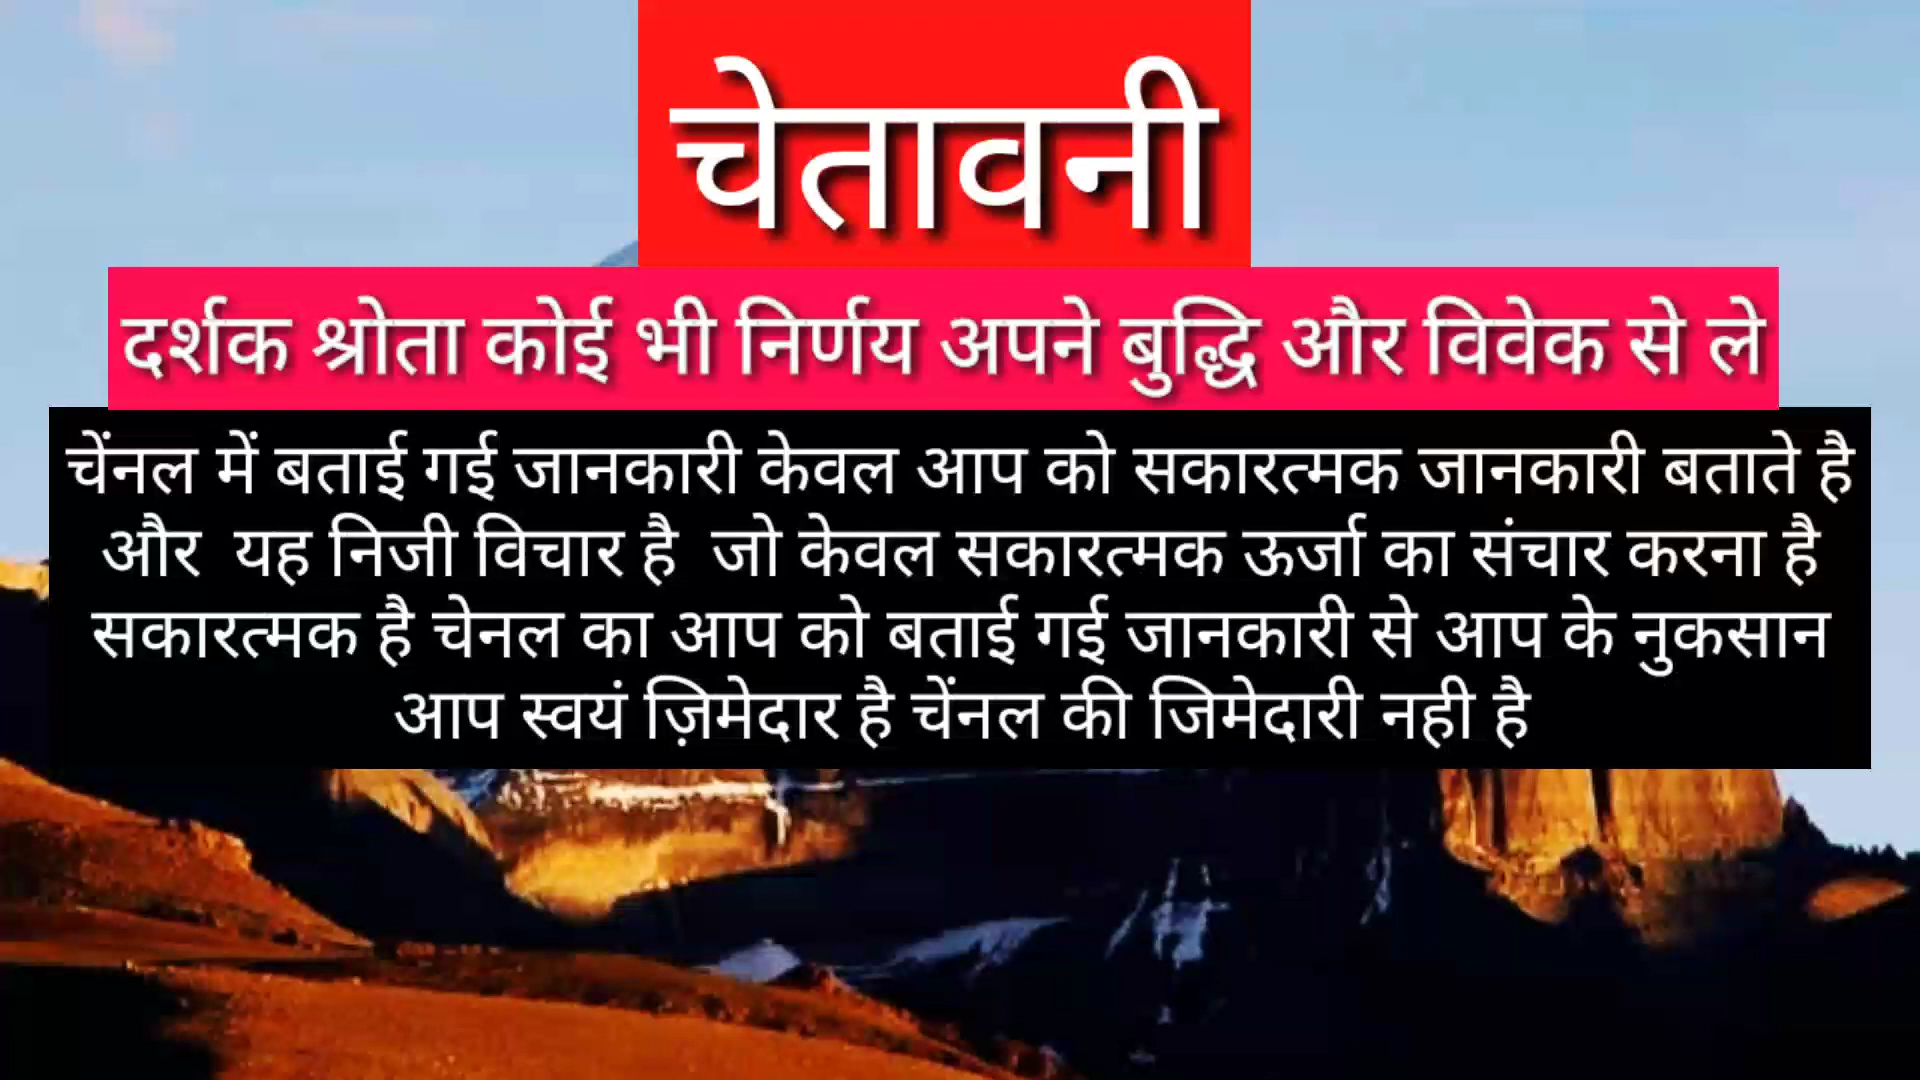 चेतावनी
दर्शक श्रोता कोई भी निर्णय अपने बुद्धि और विवेक से ले
चेंनल में बताई गई जानकारी केवल आप को सकारत्मक जानकारी बताते है
और यह निजी विचार है जो केवल सकारत्मक ऊर्जा का संचार करना है
सकारत्मक है चेनल का आप को बताई गई जानकारी से आप के नुकसान
आप स्वयं ज़िमेदार है चेंनल की जिमेदारी नही है